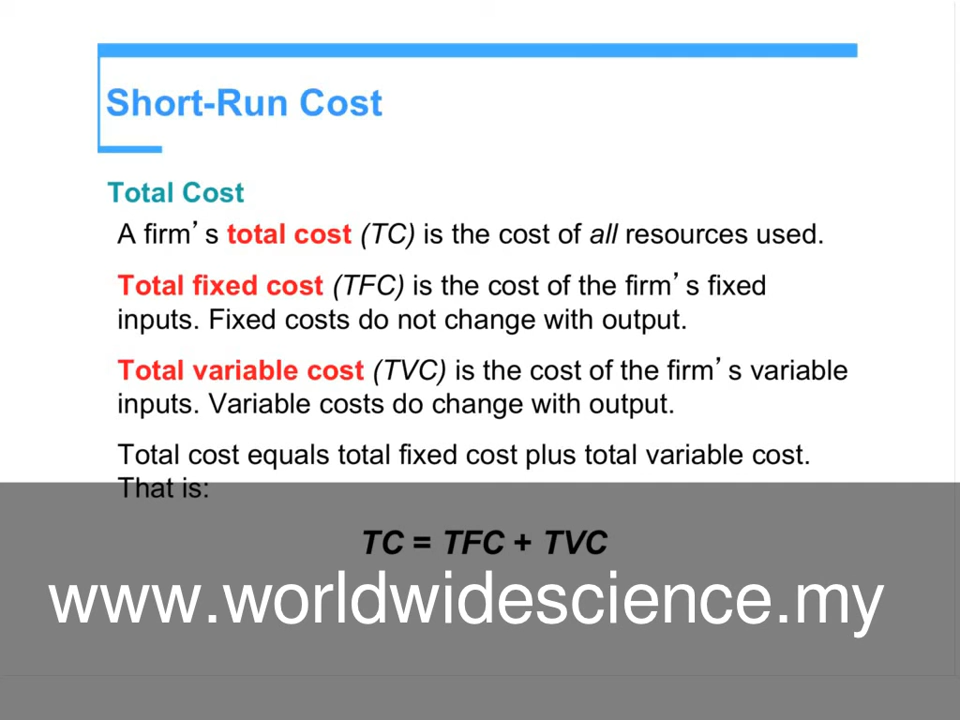 Short-Run Cost
Total Cost
A firm’s total cost (TC) is the cost of all resources used.
Total fixed cost (TFC) is the cost of the firm’s fixed
inputs. Fixed costs do not change with output.
Total variable cost (TVC) is the cost of the firm’s variable
inputs. Variable costs do change with output.
Total cost equals total fixed cost plus total variable cost.
That is:
TC = TFC + TVC
www.worldwidescience.my